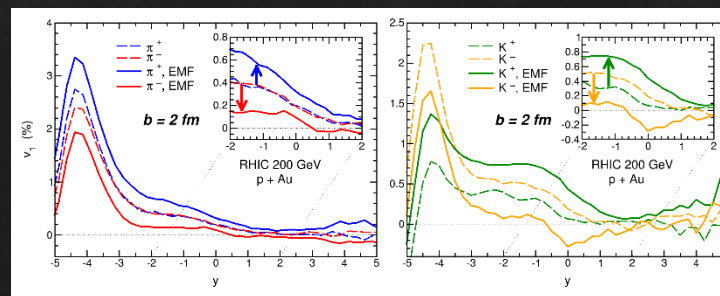 π+
π-
π+, EMF
π-, EMF
b = 2 fm
RHIC 200 GeV
p + Au
v1 (%)
y
4
3
2
1
0
-5 -4 -3 -2 -1 0 1 2 3 4 5
0.8
0.6
0.4
0.2
0
-2 -1 0 1 2
K+
K-
K+, EMF
K-, EMF
b = 2 fm
RHIC 200 GeV
p + Au
y
2.5
2
1.5
1
0.5
0
-5 -4 -3 -2 -1 0 1 2 3 4 5
1
0.8
0.6
0.4
0.2
0
-0.2
-0.4
-2 -1 0 1 2